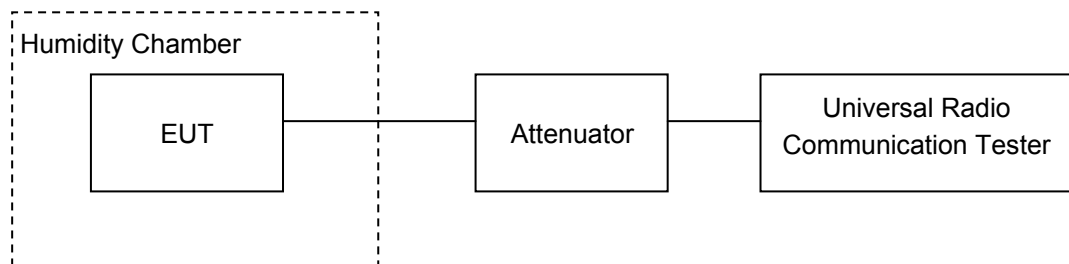 Humidity Chamber
EUT
Attenuator
Universal Radio
Communication Tester